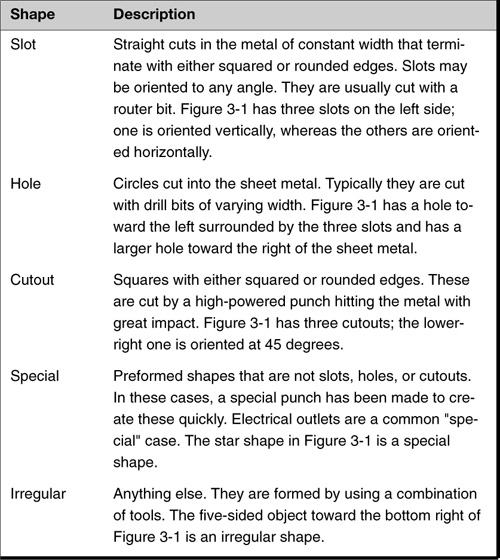 Shape Description
Slot Straight cuts in the metal of constant width that termi-
nate with either squared or rounded edges. Slots may
be oriented to any angle. They are usually cut with a
router bit. Figure 3-1 has three slots on the left side;
one is oriented vertically, whereas the others are orient-
ed horizontally.
Hole Circles cut into the sheet metal. Typically they are cut
with drill bits of varying width. Figure 3-1 has a hole to-
ward the left surrounded by the three slots and has a
larger hole toward the right of the sheet metal.
Cutout Squares with either squared or rounded edges. These
are cut by a high-powered punch hitting the metal with
great impact. Figure 3-1 has three cutouts; the lower-
right one is oriented at 45 degrees.
Special Preformed shapes that are not slots, holes, or cutouts.
In these cases, a special punch has been made to cre-
ate these quickly. Electrical outlets are a common "spe-
cial" case. The star shape in Figure 3-1 is a special
shape.
Irregular Anything else. They are formed by using a combination
of tools. The five-sided object toward the bottom right of
Figure 3-1 is an irregular shape.